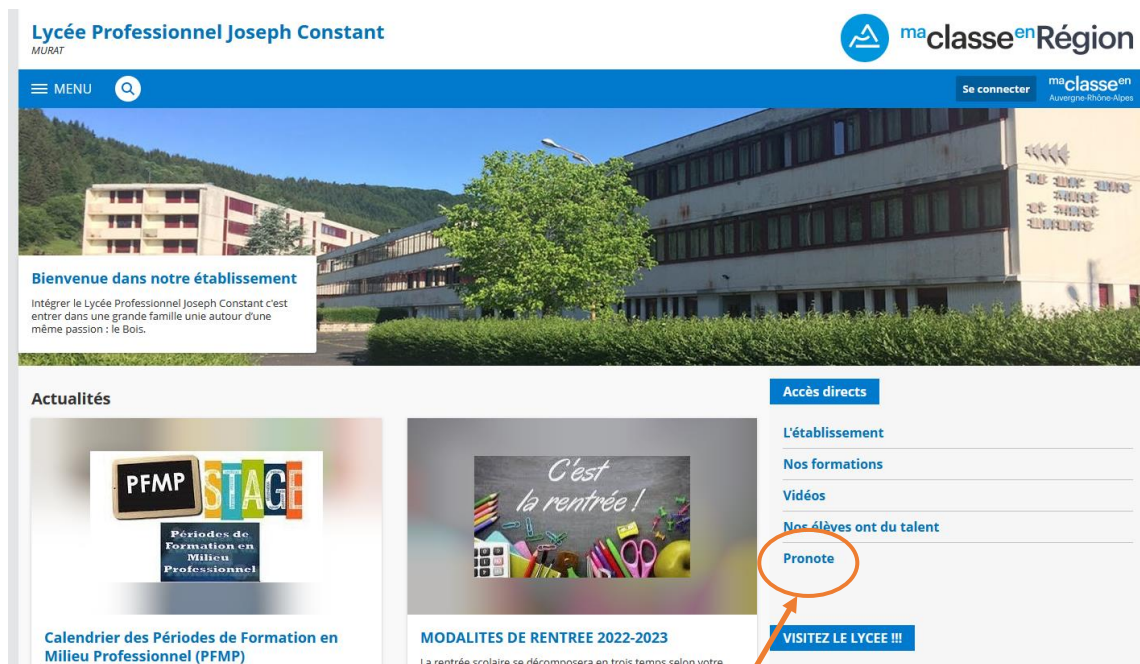 Lycée Professionnel Joseph Constant
MURAT
maclasseenRégion
MENU
Se connecter
maclasseen
Auvergne-Rhône-Alpes
Bienvenue dans notre établissement
Intégrer le Lycée Professionnel Joseph Constant c'est
entrer dans une grande famille unie autour d'une
même passion : le Bois.
Actualités
PFMP STAGE
Périodes de
Formation en
Milieu
Professionnel
Calendrier des Périodes de Formation en
Milieu Professionnel (PFMP)
C'est
la rentrée !
MODALITES DE RENTREE 2022-2023
La rentrée scolaire se décomposera en trois temps selon votre
Accès directs
L'établissement
Nos formations
Vidéos
Nos élèves ont du talent
Pronote
VISITEZ LE LYCEE !!!